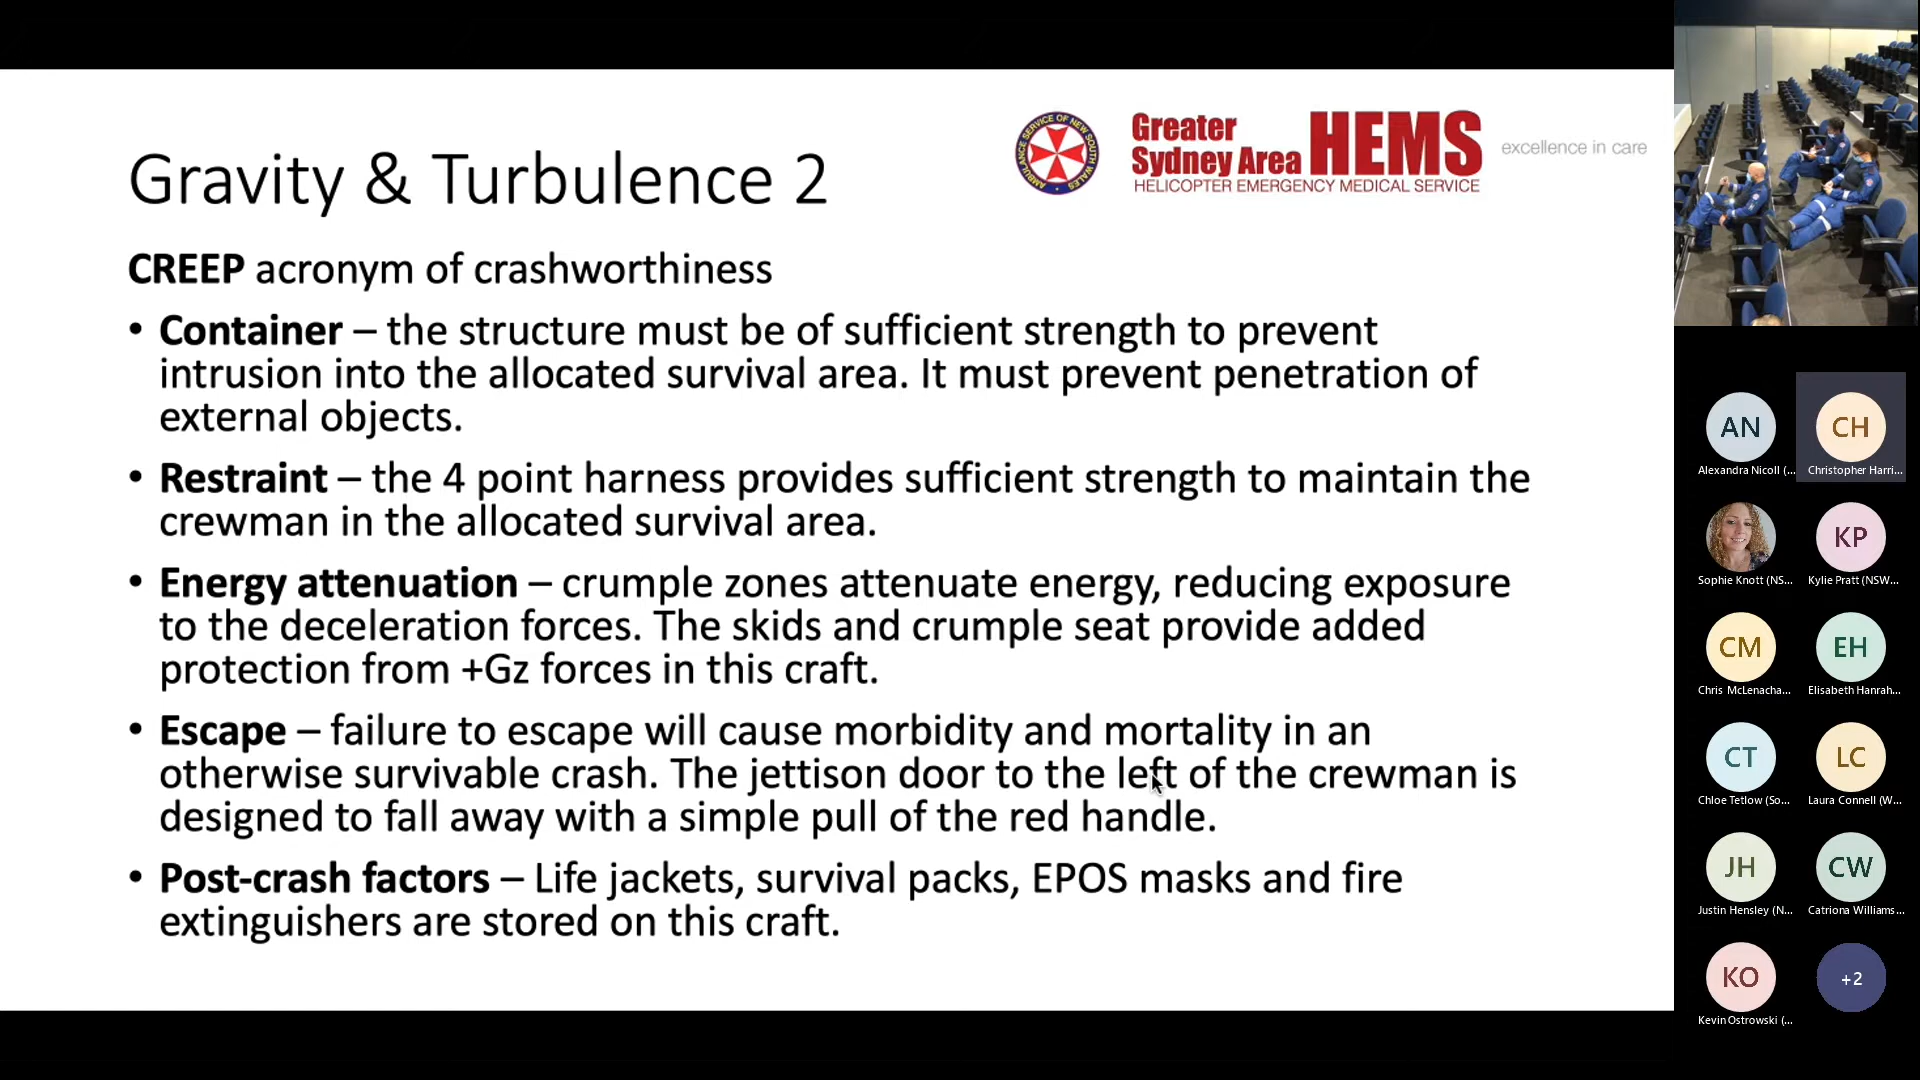 Gravity & Turbulence 2
AMBULANCE SERVICE OF NEW SOUTH WALES
Greater
Sydney Area HEMS
HELICOPTER EMERGENCY MEDICAL SERVICE
excellence in care
CREEP acronym of crashworthiness
• Container – the structure must be of sufficient strength to prevent
intrusion into the allocated survival area. It must prevent penetration of
external objects.
• Restraint – the 4 point harness provides sufficient strength to maintain the
crewman in the allocated survival area.
• Energy attenuation – crumple zones attenuate energy, reducing exposure
to the deceleration forces. The skids and crumple seat provide added
protection from +Gz forces in this craft.
• Escape – failure to escape will cause morbidity and mortality in an
otherwise survivable crash. The jettison door to the left of the crewman is
designed to fall away with a simple pull of the red handle.
• Post-crash factors – Life jackets, survival packs, EPOS masks and fire
extinguishers are stored on this craft.
AN CH
Alexandra Nicoll (... Christopher Harri...
KP
Sophie Knott (NS... Kylie Pratt (NSW...
CM EH
Chris McLenacha... Elisabeth Hanrah...
CT LC
Chloe Tetlow (So... Laura Connell (W...
JH CW
Justin Hensley (N... Catriona Williams...
KO +2
Kevin Ostrowski (...